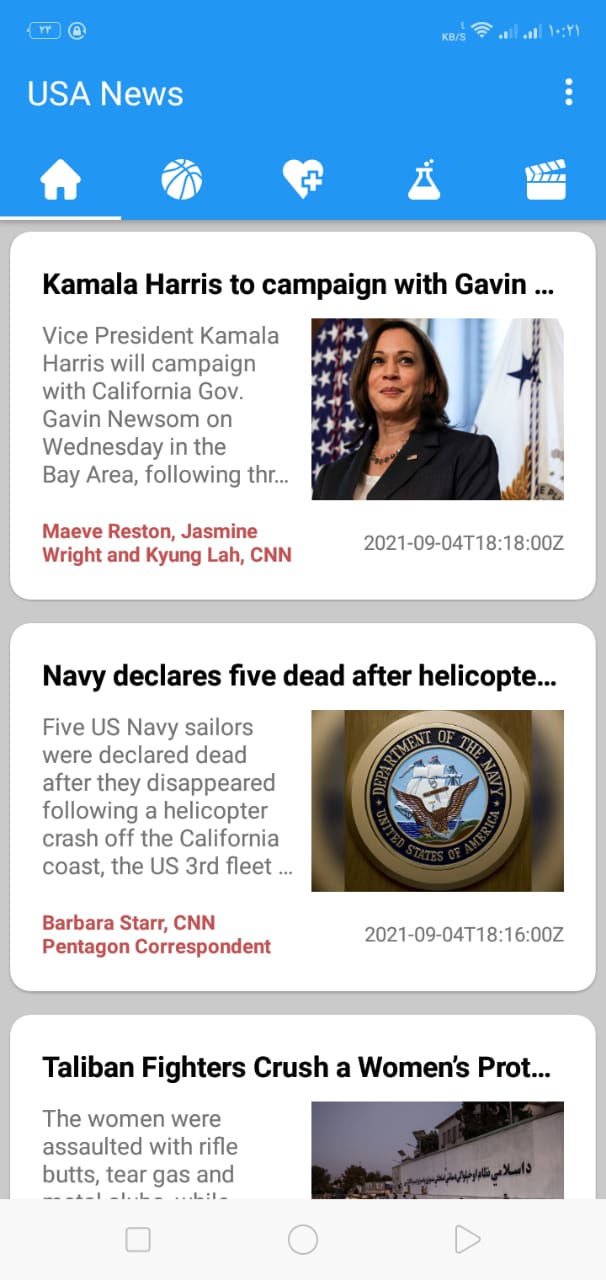 ٢٣
٤
KB/S
١٠:٢١
USA News
Kamala Harris to campaign with Gavin ...
Vice President Kamala
Harris will campaign
with California Gov.
Gavin Newsom on
Wednesday in the
Bay Area, following thr...
Maeve Reston, Jasmine
Wright and Kyung Lah, CNN
2021-09-04T18:18:00Z
Navy declares five dead after helicopte...
Five US Navy sailors
were declared dead
after they disappeared
following a helicopter
crash off the California
coast, the US 3rd fleet ...
DEPARTMENT OF THE NAVY
UNITED STATES OF AMERICA
Barbara Starr, CNN
Pentagon Correspondent
2021-09-04T18:16:00Z
Taliban Fighters Crush a Women’s Prot...
The women were
assaulted with rifle
butts, tear gas and
metal clubs, while